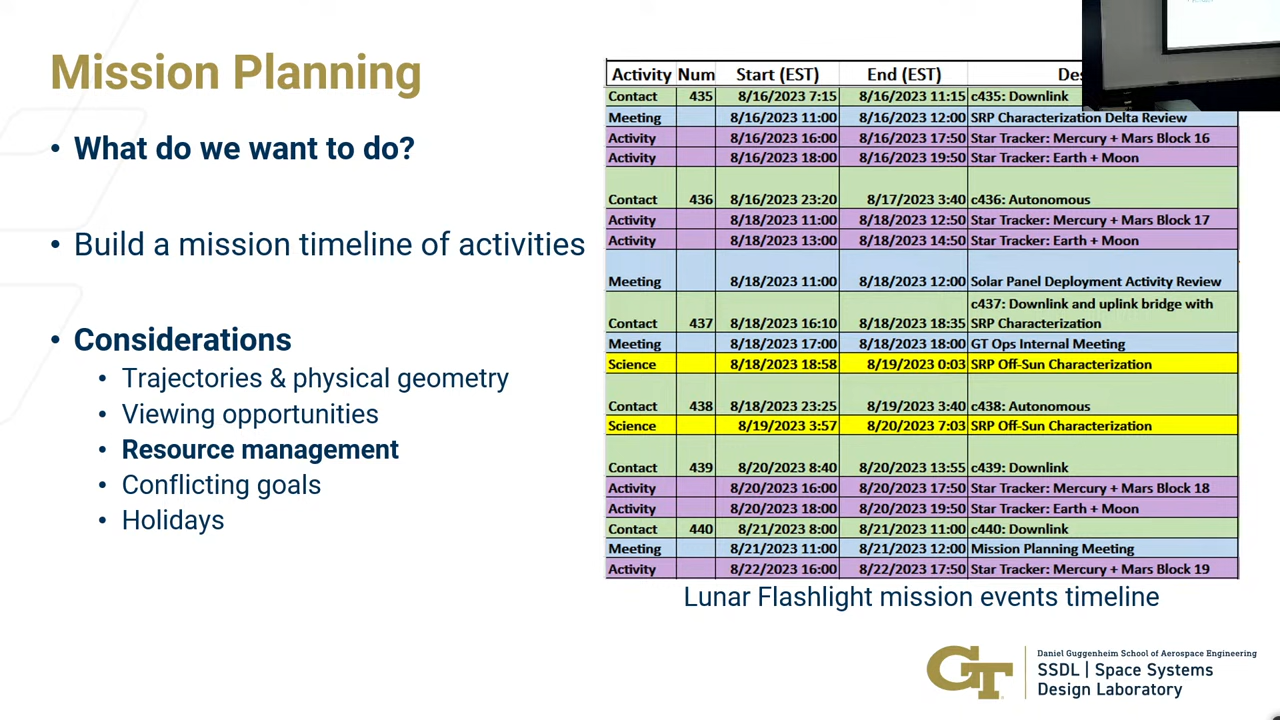 Mission Planning
• What do we want to do?
• Build a mission timeline of activities
• Considerations
• Trajectories & physical geometry
• Viewing opportunities
• Resource management
• Conflicting goals
• Holidays
Activity Num Start (EST) End (EST)
Contact 435 8/16/2023 7:15 8/16/2023 11:15 c435: Downlink
Meeting 8/16/2023 11:00 8/16/2023 12:00 SRP Characterization Delta Review
Activity 8/16/2023 16:00 8/16/2023 17:50 Star Tracker: Mercury + Mars Block 16
Activity 8/16/2023 18:00 8/16/2023 19:50 Star Tracker: Earth + Moon
Contact 436 8/16/2023 23:20 8/17/2023 3:40 c436: Autonomous
Activity 8/18/2023 11:00 8/18/2023 12:50 Star Tracker: Mercury + Mars Block 17
Activity 8/18/2023 13:00 8/18/2023 14:50 Star Tracker: Earth + Moon
Meeting 8/18/2023 11:00 8/18/2023 12:00 Solar Panel Deployment Activity Review
c437: Downlink and uplink bridge with
Contact 437 8/18/2023 16:10 8/18/2023 18:35 SRP Characterization
Meeting 8/18/2023 17:00 8/18/2023 18:00 GT Ops Internal Meeting
Science 8/18/2023 18:58 8/19/2023 0:03 SRP Off-Sun Characterization
Contact 438 8/18/2023 23:25 8/19/2023 3:40 c438: Autonomous
Science 8/19/2023 3:57 8/20/2023 7:03 SRP Off-Sun Characterization
Contact 439 8/20/2023 8:40 8/20/2023 13:55 c439: Downlink
Activity 8/20/2023 16:00 8/20/2023 17:50 Star Tracker: Mercury + Mars Block 18
Activity 8/20/2023 18:00 8/20/2023 19:50 Star Tracker: Earth + Moon
Contact 440 8/21/2023 8:00 8/21/2023 11:00 c440: Downlink
Meeting 8/21/2023 11:00 8/21/2023 12:00 Mission Planning Meeting
Activity 8/22/2023 16:00 8/22/2023 17:50 Star Tracker: Mercury + Mars Block 19
Lunar Flashlight mission events timeline
GT
Daniel Guggenheim School of Aerospace Engineering
SSDL | Space Systems
Design Laboratory